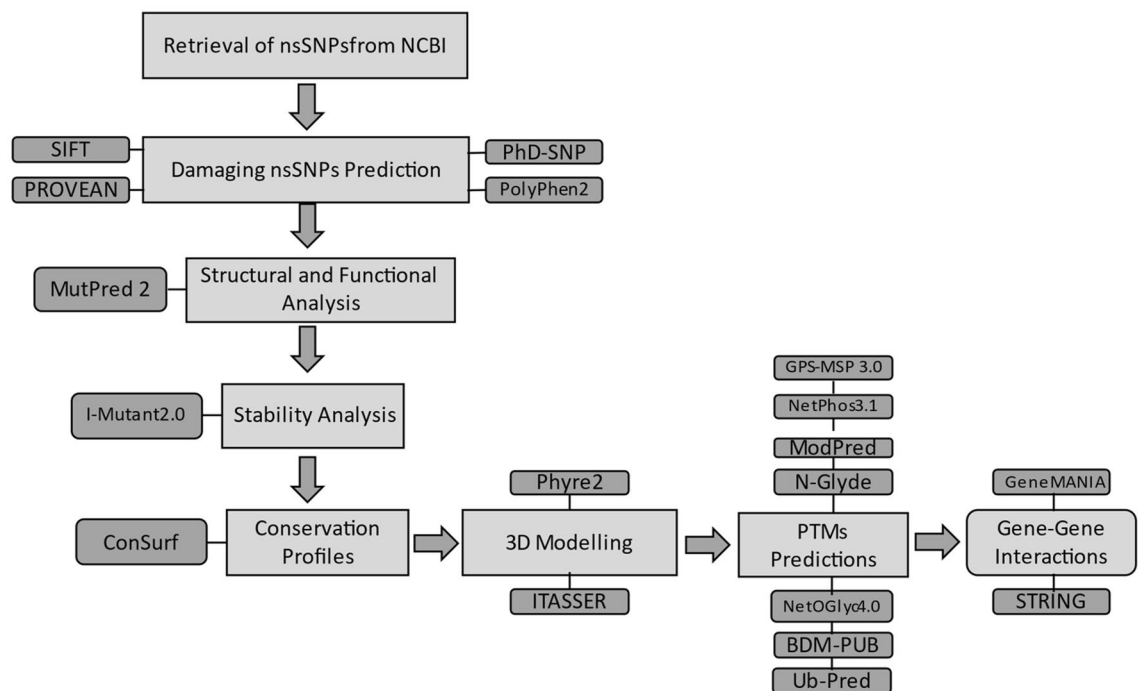 Retrieval of nsSNPsfrom NCBI
SIFT
PROVEAN
Damaging nsSNPs Prediction
PhD-SNP
PolyPhen2
MutPred 2
Structural and Functional
Analysis
I-Mutant2.0
Stability Analysis
ConSurf
Conservation
Profiles
Phyre2
3D Modelling
ITASSER
GPS-MSP 3.0
NetPhos3.1
ModPred
N-Glyde
PTMs
Predictions
NetOGlyc4.0
BDM-PUB
Ub-Pred
GeneMANIA
Gene-Gene
Interactions
STRING